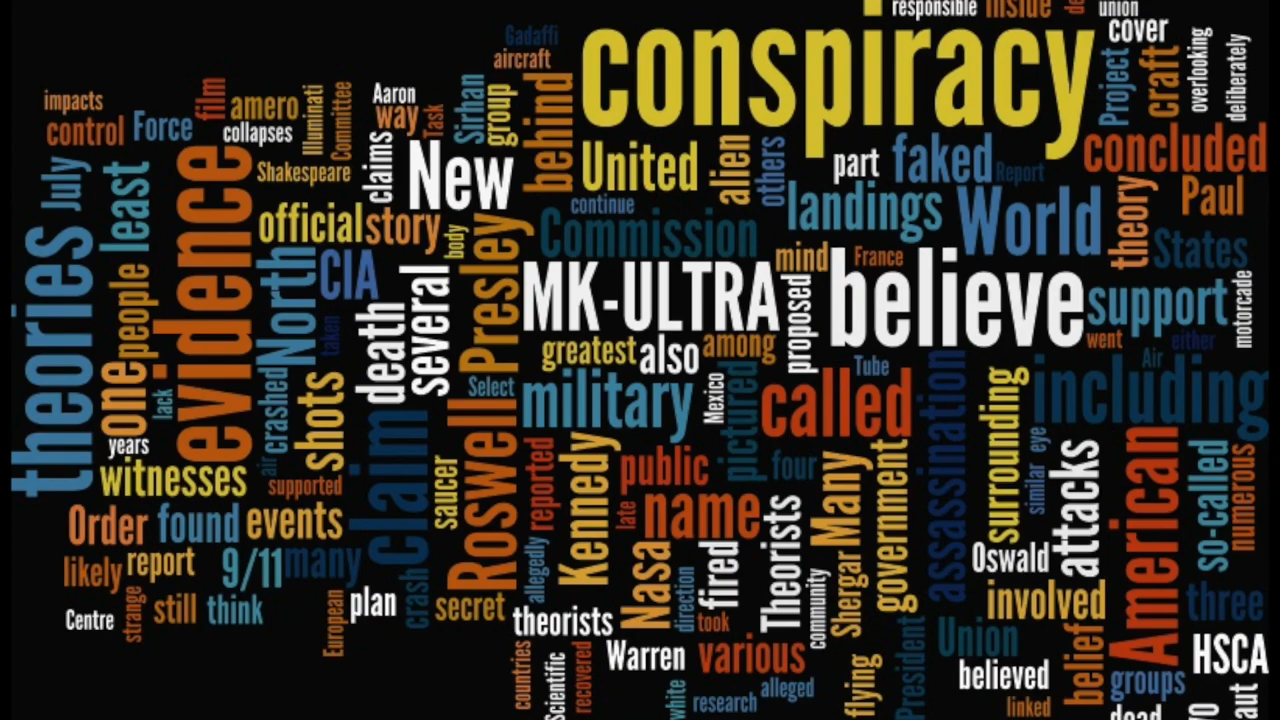 responsible
inside
union
Gadaffi
aircraft
conspiracy
cover
Project
craft
overlooking
deliberately
impacts
control
Force
film
amero
collapses
Illuminati
Committee
Aaron
way
Task
Sirhan
group
behind
theories
July
least
evidence
Shakespeare
claims
New
United
alien
others
part
faked
Report
concluded
Paul
official
story
body
continue
Commission
landings
World
theory
States
people
one
North
CIA
taken
death
several
Presley
MK-ULTRA
mind
France
proposed
believe
support
motorcade
went
either
greatest
also
among
Air
lack
crashed
shots
Select
military
Mexico
pictured
Tube
called
assassination
surrounding
including
years
witnesses
air
supported
claim
saucer
Roswell
reported
Kennedy
public
four
Many
government
similar
eye
attacks
American
so-called
numerous
Order
found
events
late
name
Theorists
likely
report
9/11
many
crash
allegedly
Nasa
direction
fired
Shergar
Oswald
involved
three
Centre
strange
still
think
European
plan
secret
theorists
took
community
President
Union
belief
HSCA
countries
Scientific
recovered
Warren
various
flying
believed
groups
white
research
alleged
linked
dead